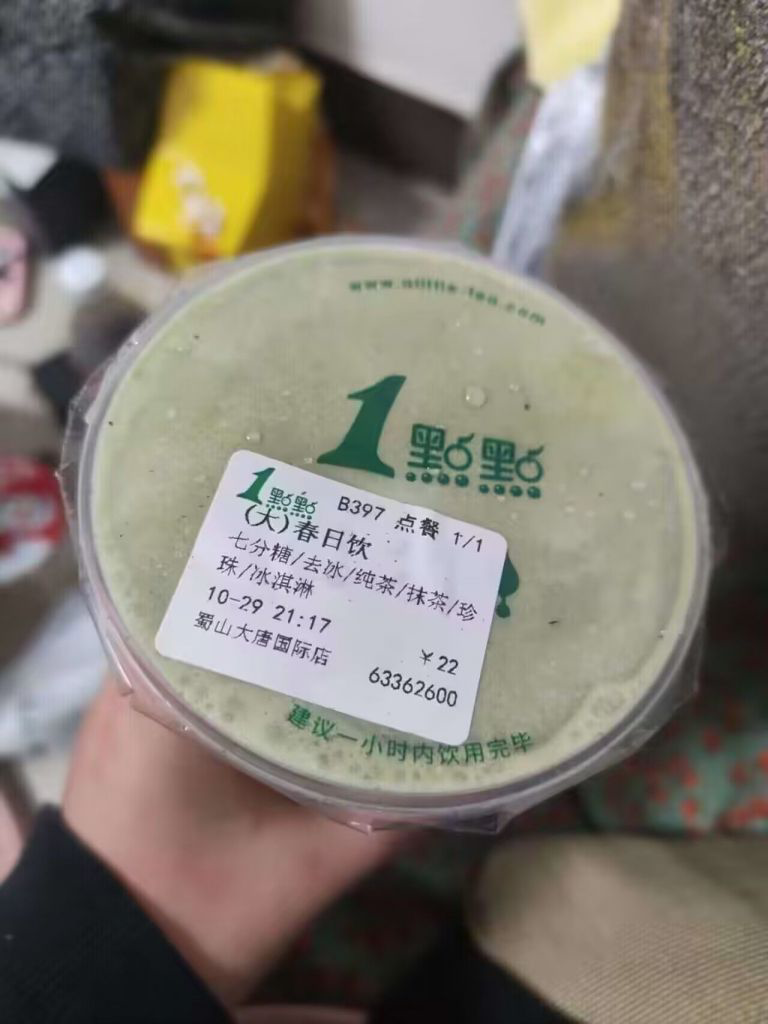 www.alittle-tea.com
1點點
1點點 B397 点餐 1/1
(大)春日饮
七分糖/去冰/纯茶/抹茶/珍
珠/冰淇淋
10-29 21:17
¥22
蜀山大唐国际店
63362600
建议一小时内饮用完毕